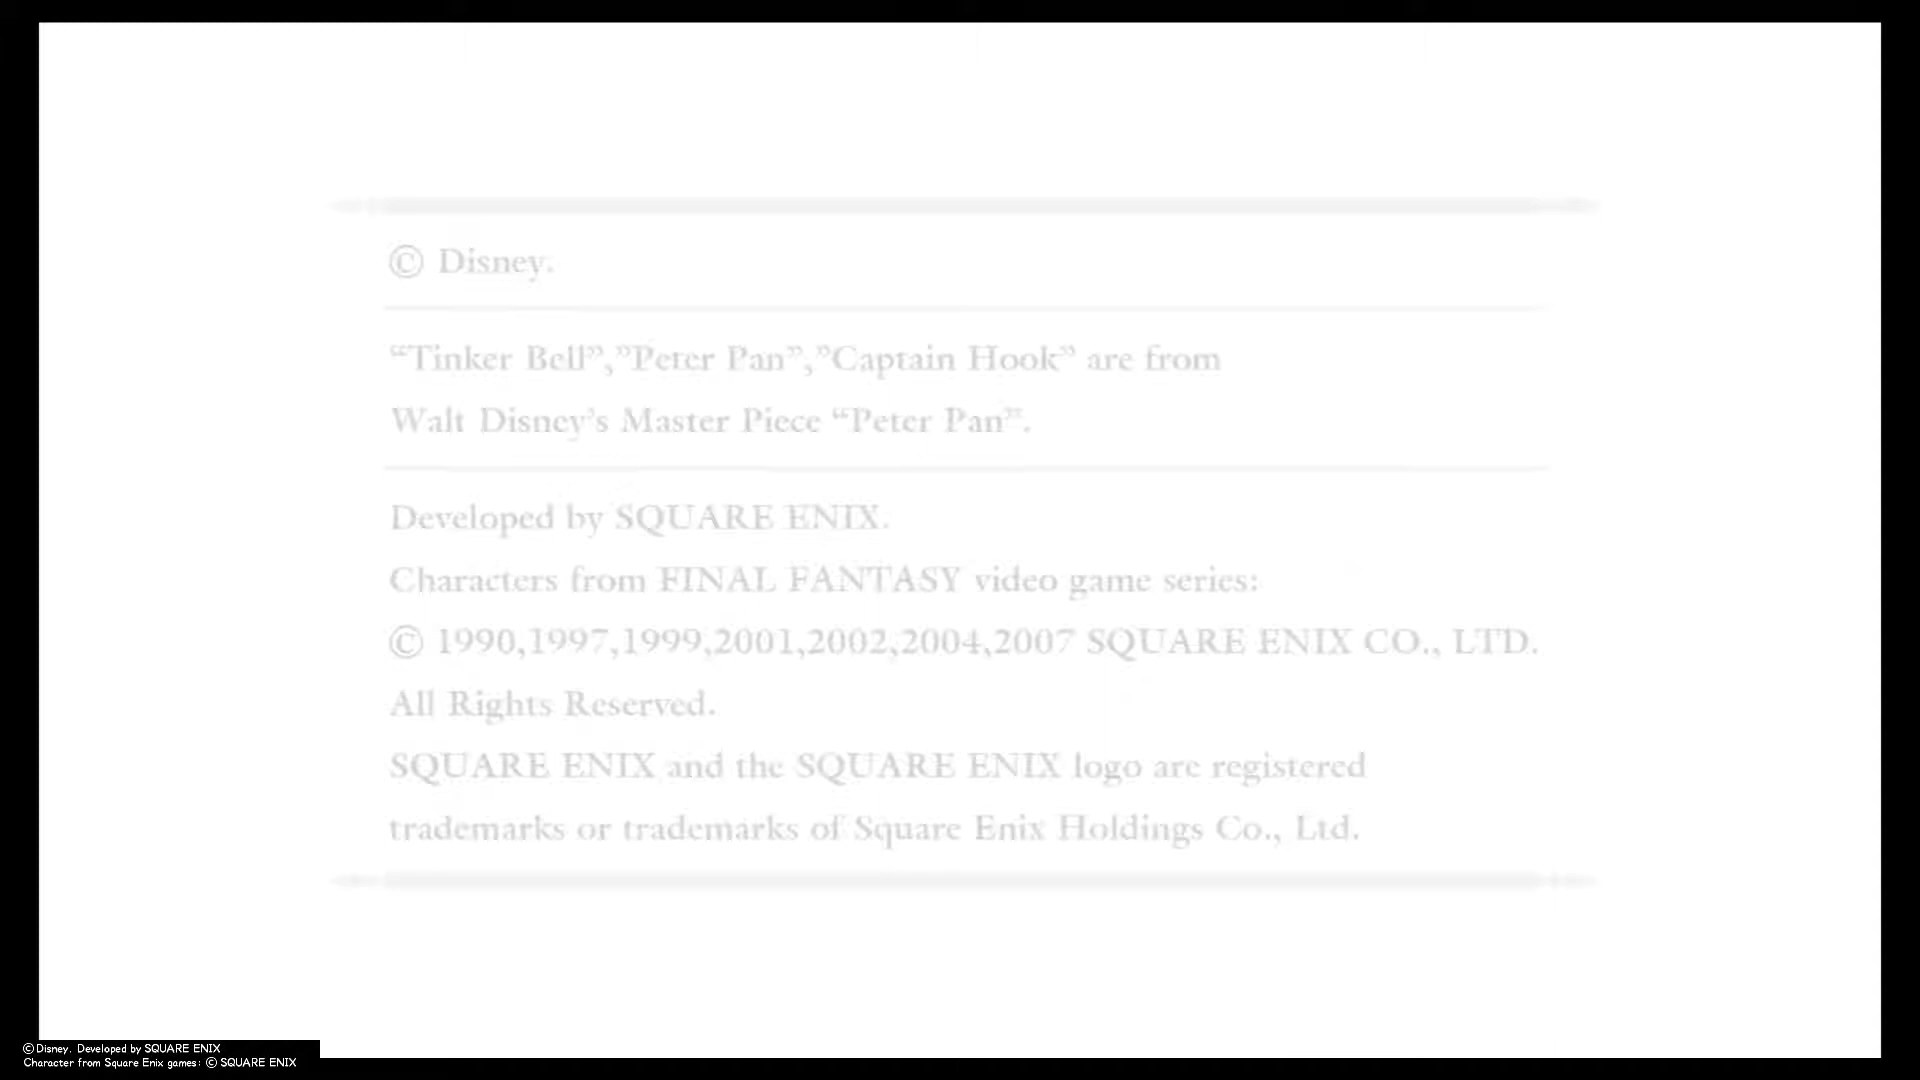 © Disney.
“Tinker Bell”,”Peter Pan”,”Captain Hook” are from
Walt Disney’s Master Piece “Peter Pan”.
Developed by SQUARE ENIX.
Characters from FINAL FANTASY video game series:
© 1990,1997,1999,2001,2002,2004,2007 SQUARE ENIX CO., LTD.
All Rights Reserved.
SQUARE ENIX and the SQUARE ENIX logo are registered
trademarks or trademarks of Square Enix Holdings Co., Ltd.
© Disney. Developed by SQUARE ENIX
Character from Square Enix games: © SQUARE ENIX